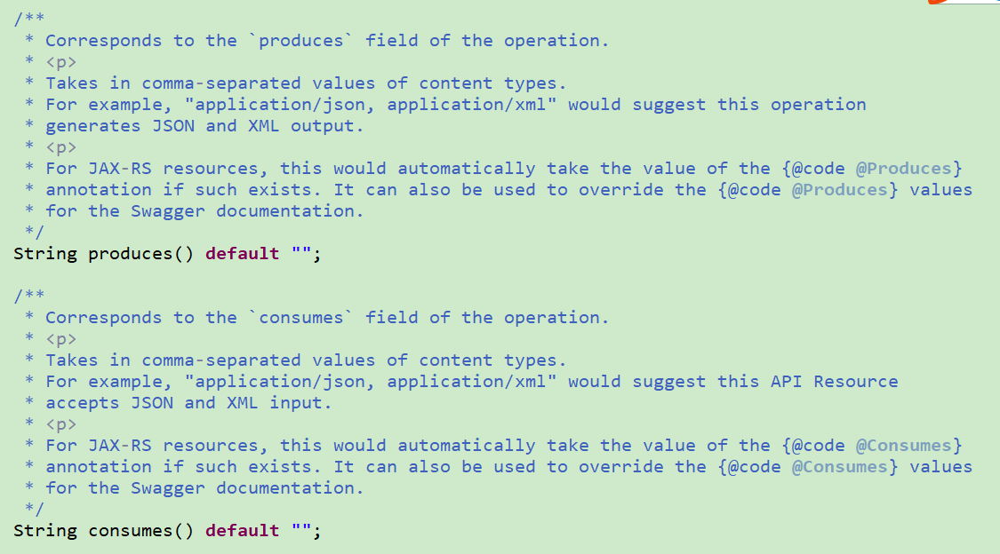 /**
 * Corresponds to the `produces` field of the operation.
 * <p>
 * Takes in comma-separated values of content types.
 * For example, "application/json, application/xml" would suggest this operation
 * generates JSON and XML output.
 * <p>
 * For JAX-RS resources, this would automatically take the value of the {@code @Produces}
 * annotation if such exists. It can also be used to override the {@code @Produces} values
 * for the Swagger documentation.
 */
String produces() default "";

/**
 * Corresponds to the `consumes` field of the operation.
 * <p>
 * Takes in comma-separated values of content types.
 * For example, "application/json, application/xml" would suggest this API Resource
 * accepts JSON and XML input.
 * <p>
 * For JAX-RS resources, this would automatically take the value of the {@code @Consumes}
 * annotation if such exists. It can also be used to override the {@code @Consumes} values
 * for the Swagger documentation.
 */
String consumes() default "";